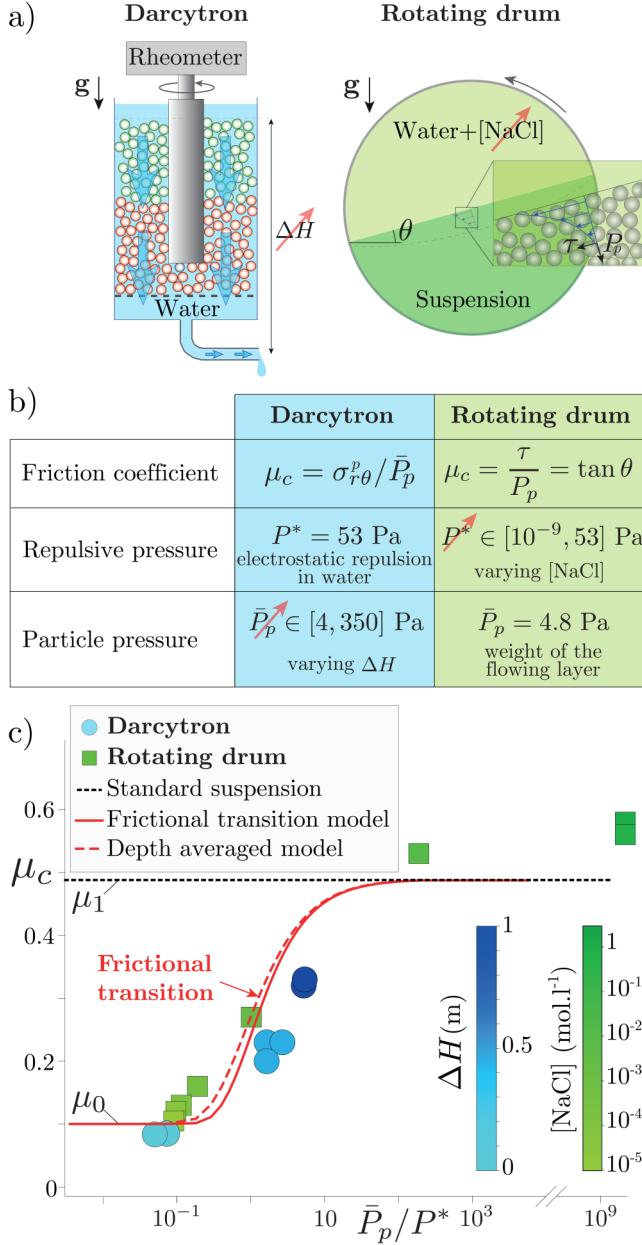 a)
Darcytron
Rotating drum
Rheometer
g
g
Water+[NaCl]
ΔH
θ
τ
P_p
Suspension
Water
b)
Darcytron
Rotating drum
Friction coefficient
μ_c = σ^p_{rθ}/P̄_p
μ_c = τ/P_p = tan θ
Repulsive pressure
P* = 53 Pa
electrostatic repulsion
in water
P* ∈ [10^{-9}, 53] Pa
varying [NaCl]
Particle pressure
P̄_p ∈ [4, 350] Pa
varying ΔH
P̄_p = 4.8 Pa
weight of the
flowing layer
c)
Darcytron
Rotating drum
Standard suspension
Frictional transition model
Depth averaged model
0.6
μ_c
μ_1
0.4
Frictional
transition
0.2
μ_0
0
10^{-1}
10
10^3
10^9
P̄_p/P*
ΔH(m)
1
0.5
0
[NaCl] (mol.l^{-1})
1
10^{-1}
10^{-2}
10^{-3}
10^{-4}
10^{-5}